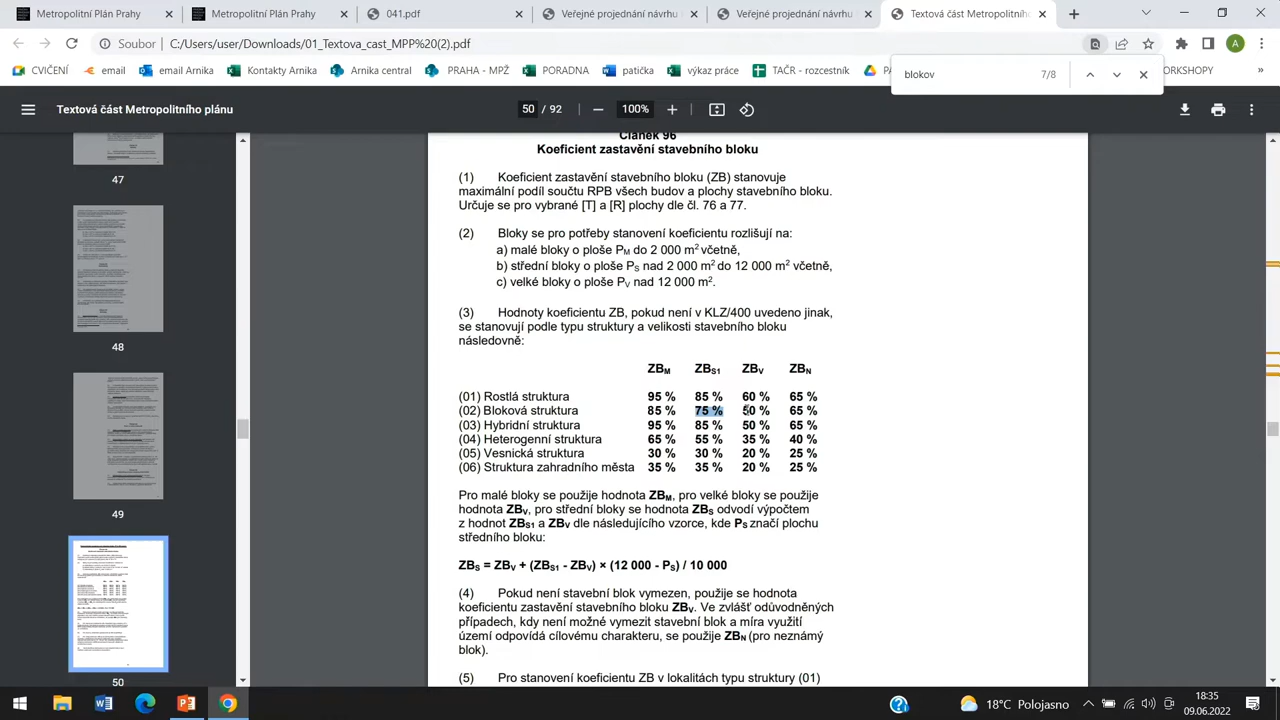 Metropolitní Plán Prahy
Metropolitní Plán Prahy
641.pdf
Veřejné projednání návrhu
Veřejné projednání návrhu
Textová část Metropolitního
Soubor
C:/Users/user/Downloads/01_Textova_cast_MPP%20(2).pdf
A
CVIČENÍ
email
email Arnika
Kontakty Arnika
Arnika central
PRAHA - MPŽ
PORADNA
patička
výkaz práce
TAČR - rozcestník
ORKSHOPY
blokov
7/8
Textová část Metropolitního plánu
50 / 92
100%
47
48
49
50
Článek 96
Koeficient zastavění stavebního bloku
(1) Koeficient zastavění stavebního bloku (ZB) stanovuje
maximální podíl součtu RPB všech budov a plochy stavebního bloku.
Určuje se pro vybrané [T] a [R] plochy dle čl. 76 a 77.
(2) Bloky se pro potřeby stanovení koeficientu rozlišují na:
a) malé bloky o ploše PM do 2 000 m2 včetně,
b) střední bloky o ploše PS nad 2 000 m2 do 12 000 m2 včetně,
c) velké bloky o ploše PV nad 12 000 m2.
(3) Hodnoty koeficientu ZB, pokud není v KLZ/400 uvedeno jinak,
se stanovují podle typu struktury a velikosti stavebního bloku
následovně:
ZBM ZBS1 ZBV ZBN
(01) Rostlá struktura 95 % 85 % 60 % 65 %
(02) Bloková struktura 85 % 75 % 50 % 65 %
(03) Hybridní struktura 95 % 85 % 50 % 65 %
(04) Heterogenní struktura 65 % 55 % 35 % 40 %
(05) Vesnická struktura 30 % 30 % 20 % 25 %
(06) Struktura zahradního města 35 % 35 % 20 % 25 %
Pro malé bloky se použije hodnota ZBM, pro velké bloky se použije
hodnota ZBV, pro střední bloky se hodnota ZBS odvodí výpočtem
z hodnot ZBS1 a ZBV dle následujícího vzorce, kde PS značí plochu
středního bloku:
ZBS = ZBV + (ZBS1 - ZBV) × (12 000 - PS) / 10 000
(4) Pokud není stavební blok vymezen, použije se hodnota
koeficientu zastavění stavebního bloku ZBV. Ve zvlášť odůvodněných
případech, kdy není možné vymezit stavební blok a míra využití
území odpovídá cílovému charakteru, se použije ZBN (pro neznámý
blok).
(5) Pro stanovení koeficientu ZB v lokalitách typu struktury (01)
18°C Polojasno
18:35
09.06.2022